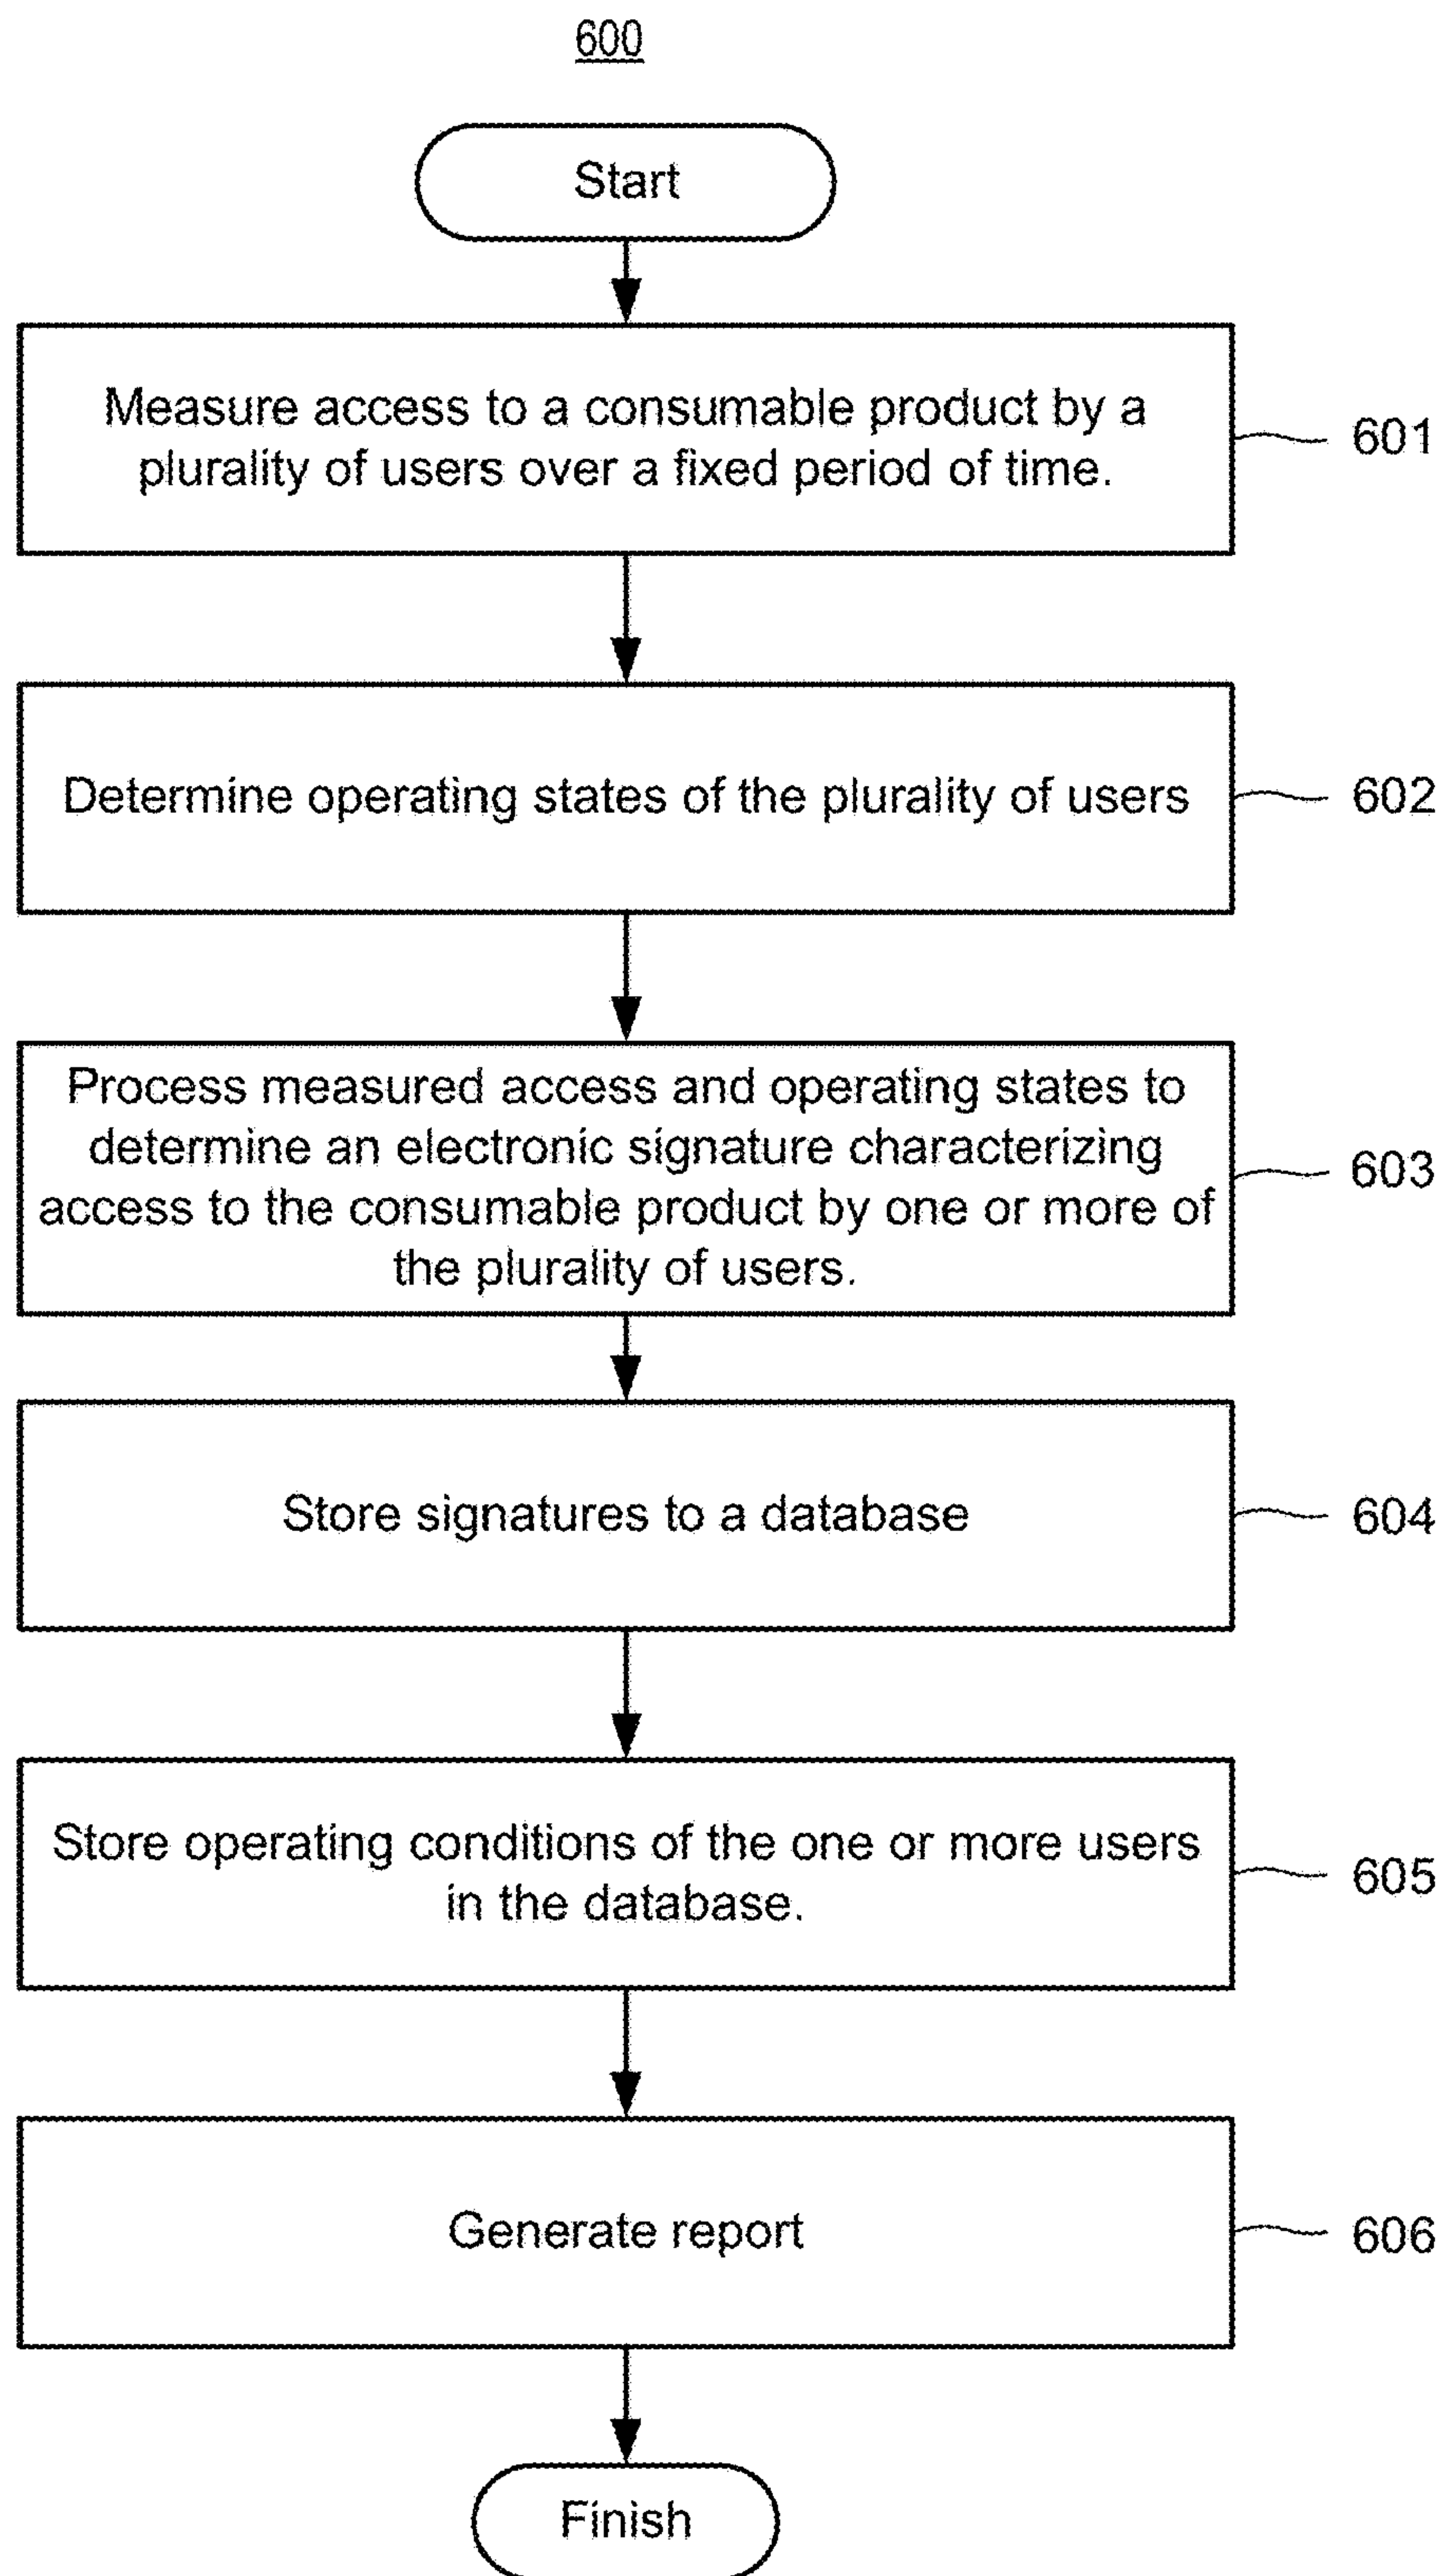 600
Start
Measure access to a consumable product by a
plurality of users over a fixed period of time.
601
Determine operating states of the plurality of users
602
Process measured access and operating states to
determine an electronic signature characterizing
access to the consumable product by one or more of
the plurality of users.
603
Store signatures to a database
604
Store operating conditions of the one or more users
in the database.
605
Generate report
606
Finish